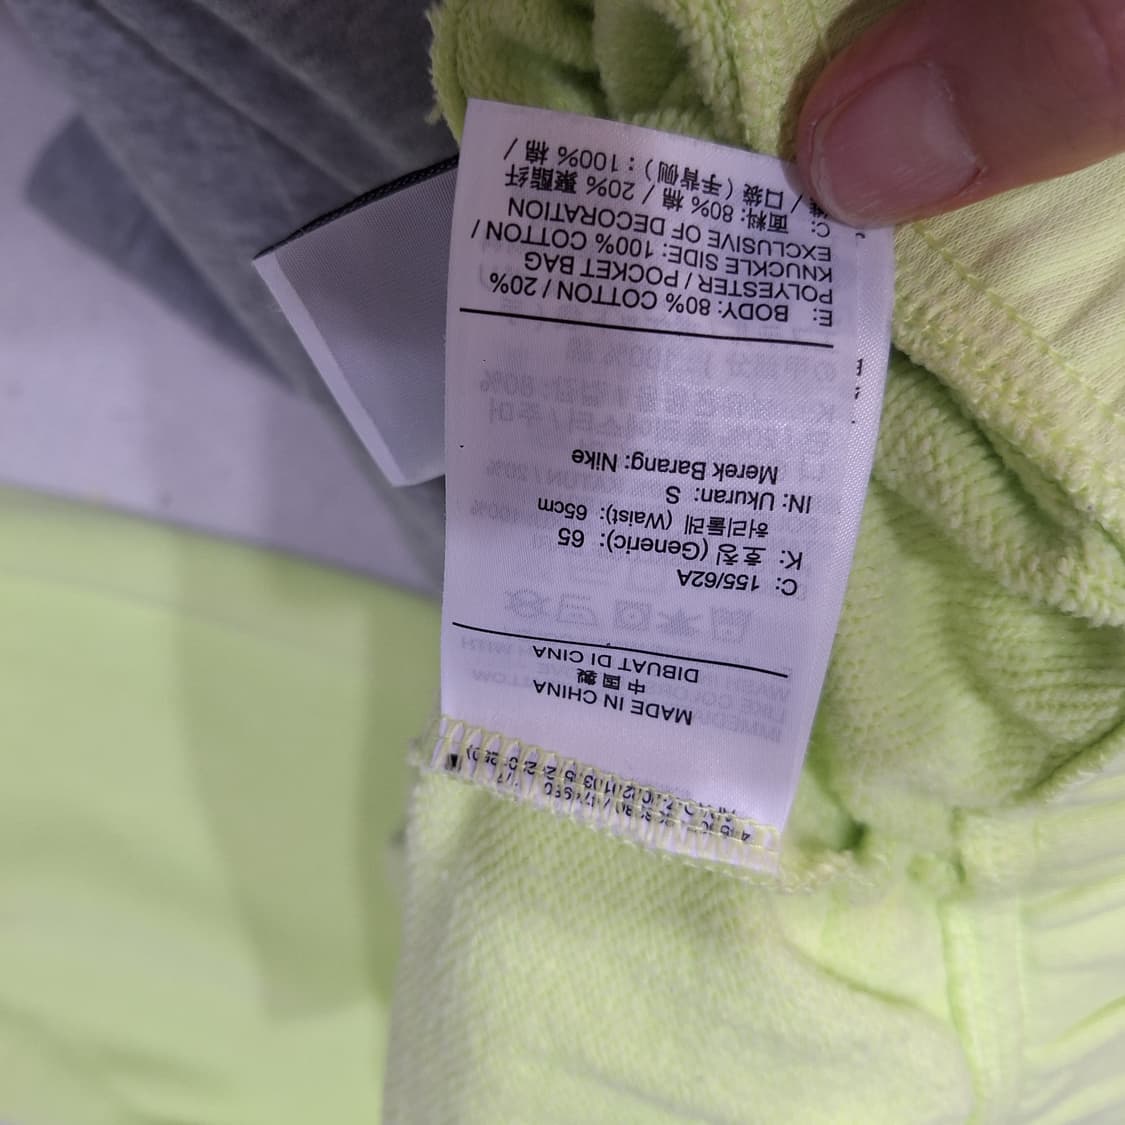 MADE IN CHINA
中國製
DIBUAT DI CINA
C: 155/62A
K: 호칭 (Generic): 65
허리둘레 (Waist): 65cm
IN: Ukuran: S
Merek Barang: Nike
E: BODY: 80% COTTON / 20%
POLYESTER / POCKET BAG
KNUCKLE SIDE: 100% COTTON /
EXCLUSIVE OF DECORATION
C: 面料: 80% 棉 / 20% 聚酯纤
/ 口袋 (手背侧) : 100% 棉 /